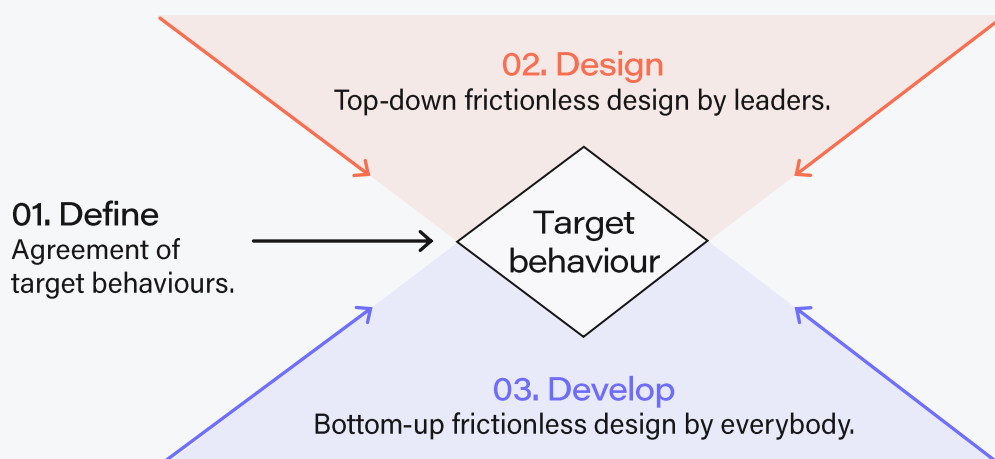 02. Design
Top-down frictionless design by leaders.
01. Define
Agreement of
target behaviours.
Target
behaviour
03. Develop
Bottom-up frictionless design by everybody.